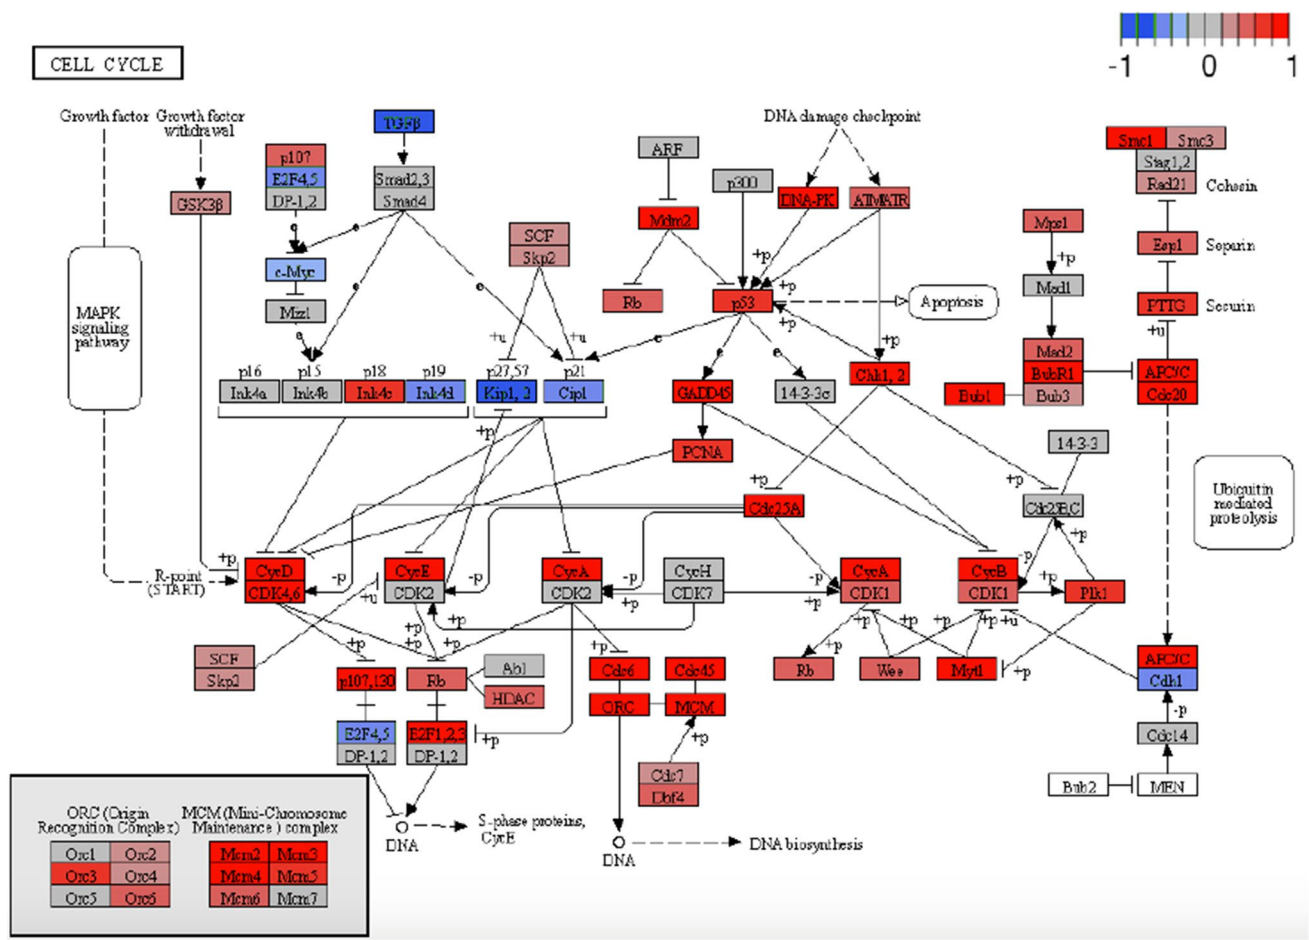 -1 0 1
CELL CYCLE
Growth factor
Growth factor
withdrawal
TGFβ
DNA damage checkpoint
ARF
p300
Smc1
Smc3
Stag1,2
Rad21
Cohesin
p107
E2F4,5
DP-1,2
Smad2,3
Smad4
GSK3β
DNA-PK
ATM/ATR
Mdm2
SCF
Skp2
Mps1
Esp1
Separin
e
e
+p
+p
c-Myc
Mad1
MAPK
signaling
pathway
Miz1
e
e
Rb
p53
+p
+p
Apoptosis
PTTG
Securin
+u
+u
+u
e
e
e
+p
Mad2
BubR1
Bub3
Bub1
APC/C
Cdc20
p16
p15
p18
p19
p27,57
p21
Ink4a
Ink4b
Ink4c
Ink4d
Kip1, 2
Cip1
GADD45
14-3-3σ
Chk1, 2
+p
PCNA
14-3-3
+p
+p
Cdc25A
Cdc25B,C
Ubiquitin
mediated
proteolysis
+p
R-point
(START)
CycD
CDK4,6
-p
CycE
CDK2
-p
CycA
CDK2
-p
+p
CycH
CDK7
-p
+p
CycA
CDK1
CycB
CDK1
-p
+p
+p
Plk1
+u
+p
+p
+p
+p
+p
+p
+p
+u
SCF
Skp2
p107,130
Rb
Abl
HDAC
Cdc6
Cdc45
ORC
MCM
Rb
Wee
Myt1
+p
APC/C
Cdh1
-p
E2F4,5
DP-1,2
E2F1,2,3
DP-1,2
+p
+p
Cdc7
Dbf4
Cdc14
Bub2
MEN
DNA
S-phase proteins,
CycE
DNA
DNA biosynthesis
ORC (Origin
Recognition Complex)
MCM (Mini-Chromosome
Maintenance ) complex
Orc1
Orc2
Mcm2
Mcm3
Orc3
Orc4
Mcm4
Mcm5
Orc5
Orc6
Mcm6
Mcm7